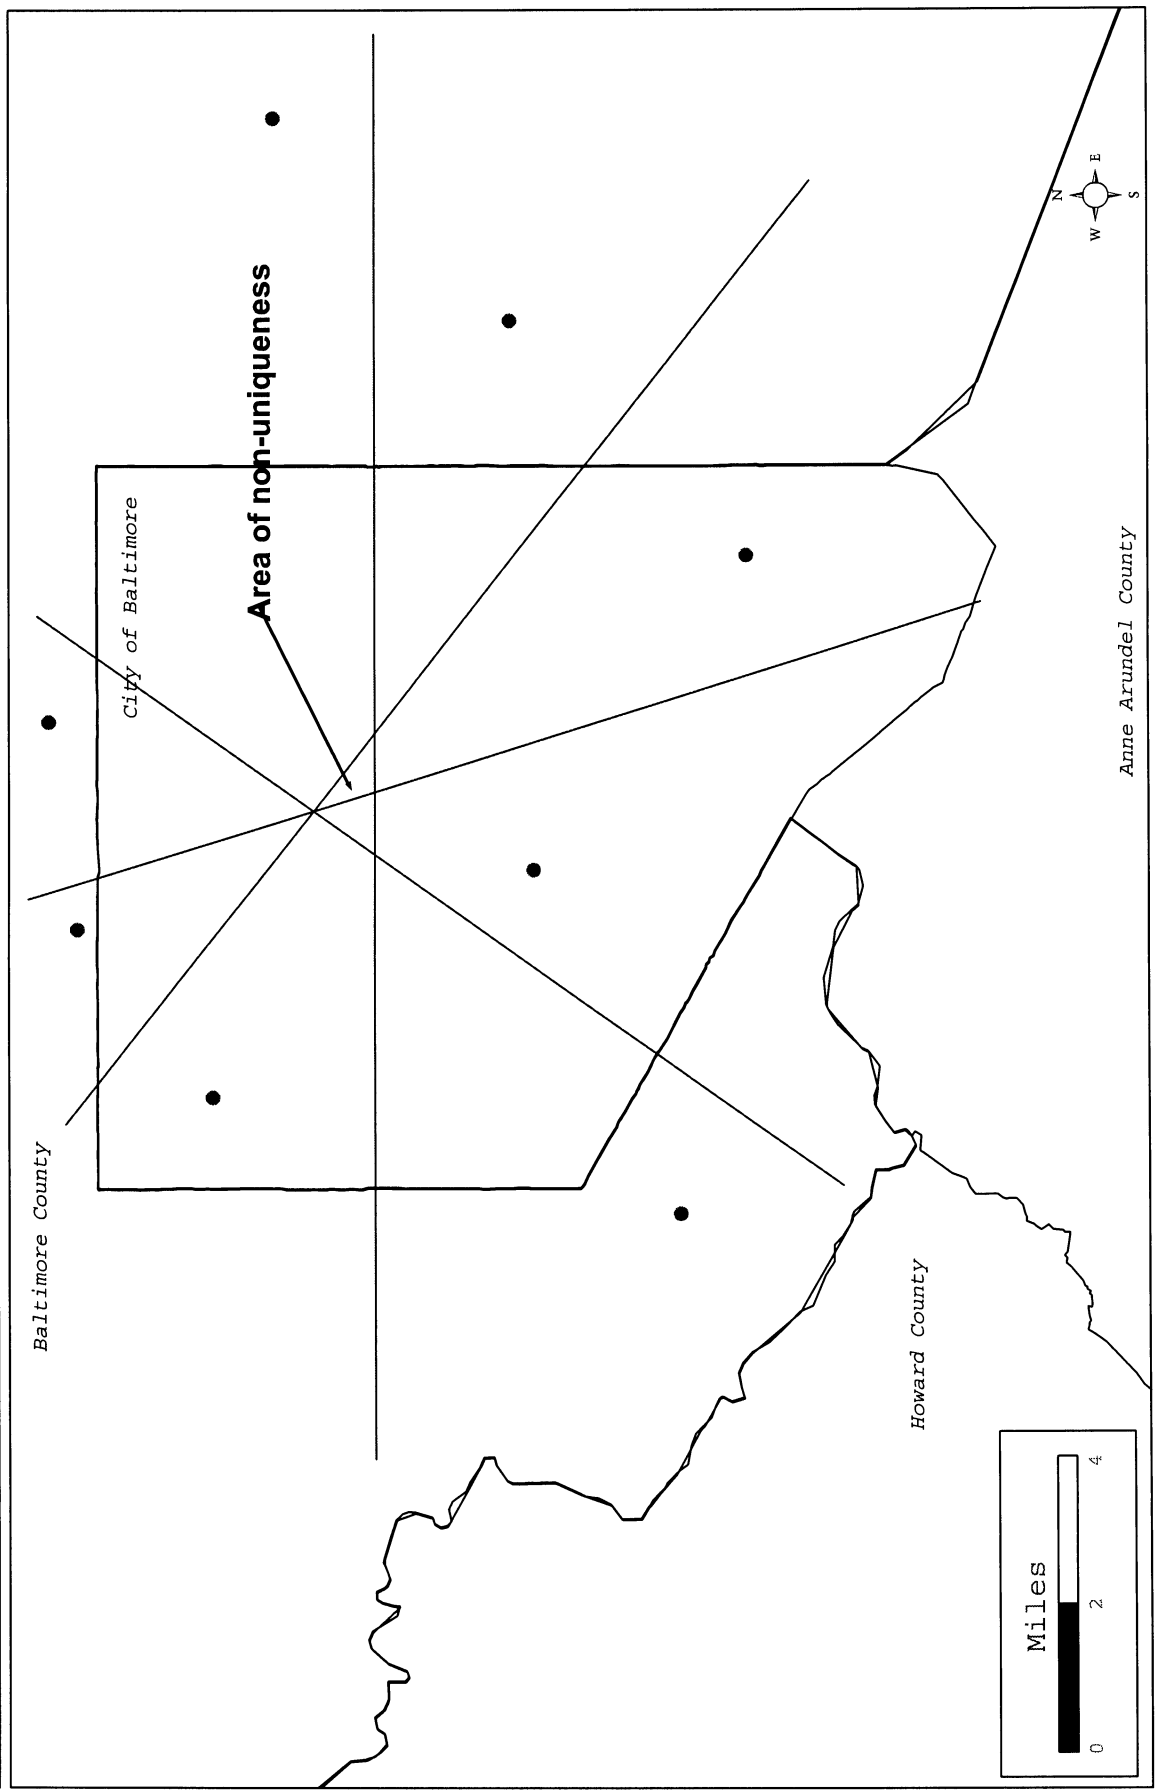 Baltimore County
City of Baltimore
Area of non-uniqueness
Howard County
Anne Arundel County
N
W
E
S
Miles
0
2
4